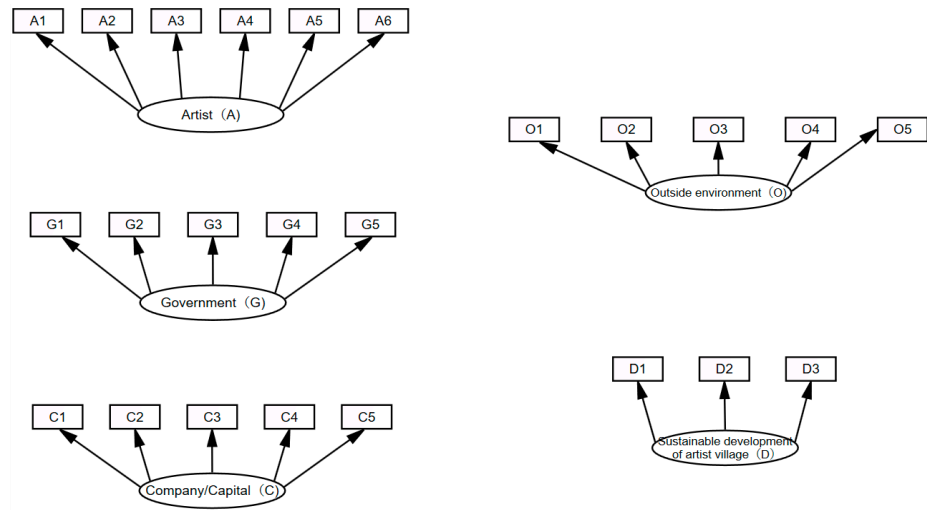 A1 A2 A3 A4 A5 A6
Artist（A）
G1 G2 G3 G4 G5
Government（G)
C1 C2 C3 C4 C5
Company/Capital（C）
O1 O2 O3 O4 O5
Outside environment（O)
D1 D2 D3
Sustainable development
of artist village（D）